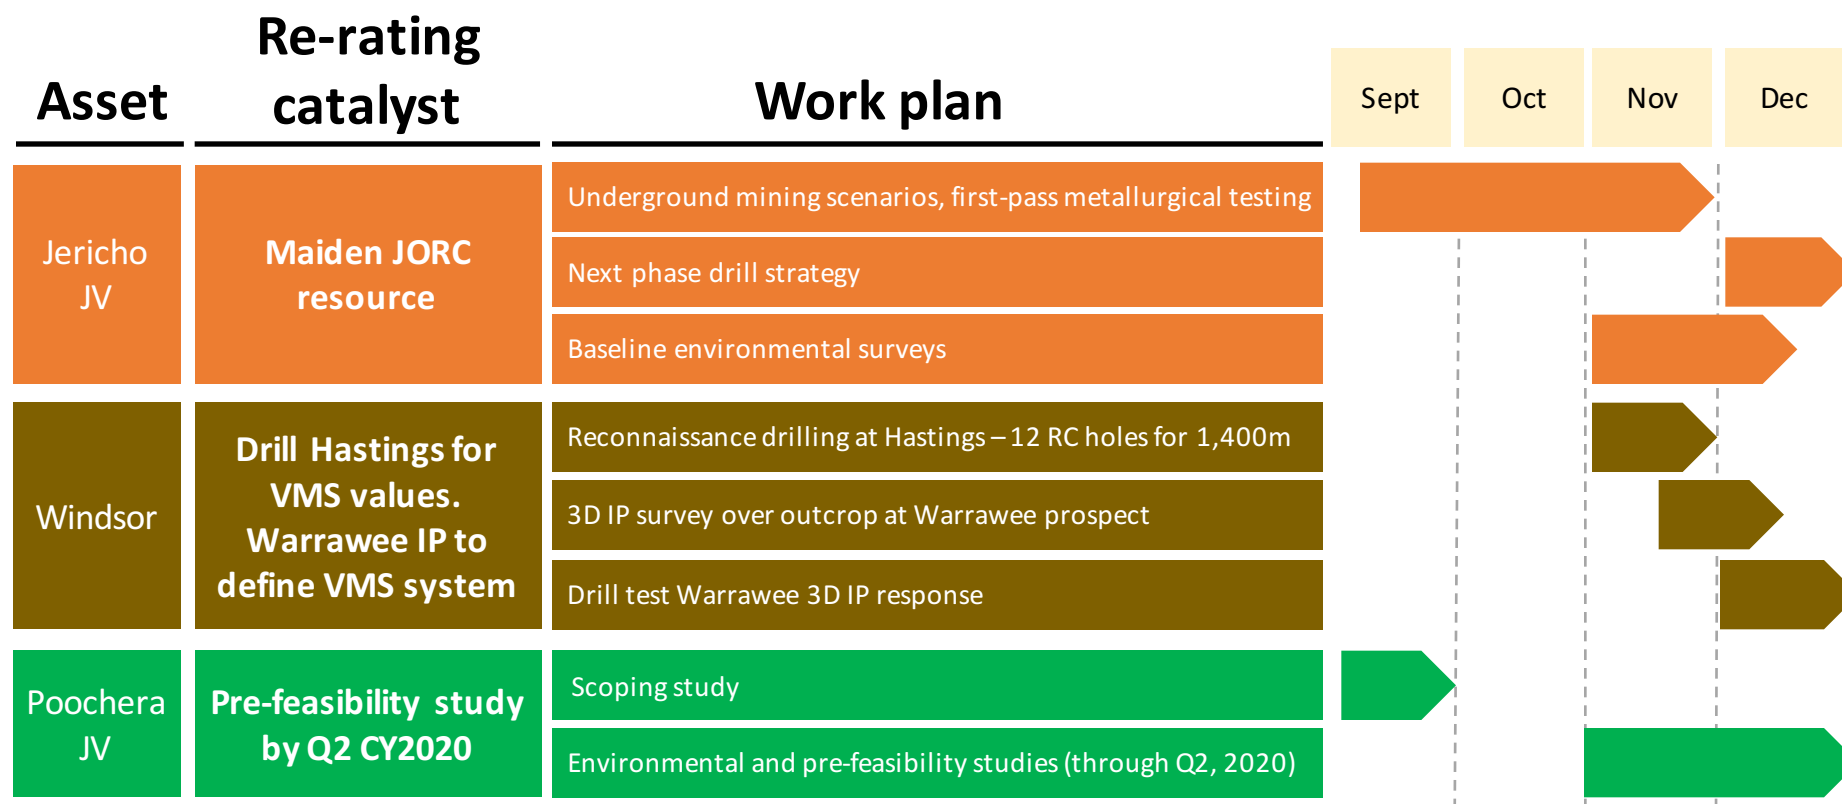 Asset
Re-rating
catalyst
Work plan
Sept
Oct
Nov
Dec
Jericho
JV
Maiden JORC
resource
Underground mining scenarios, first-pass metallurgical testing
Next phase drill strategy
Baseline environmental surveys
Windsor
Drill Hastings for
VMS values.
Warrawee IP to
define VMS system
Reconnaissance drilling at Hastings – 12 RC holes for 1,400m
3D IP survey over outcrop at Warrawee prospect
Drill test Warrawee 3D IP response
Poochera
JV
Pre-feasibility study
by Q2 CY2020
Scoping study
Environmental and pre-feasibility studies (through Q2, 2020)